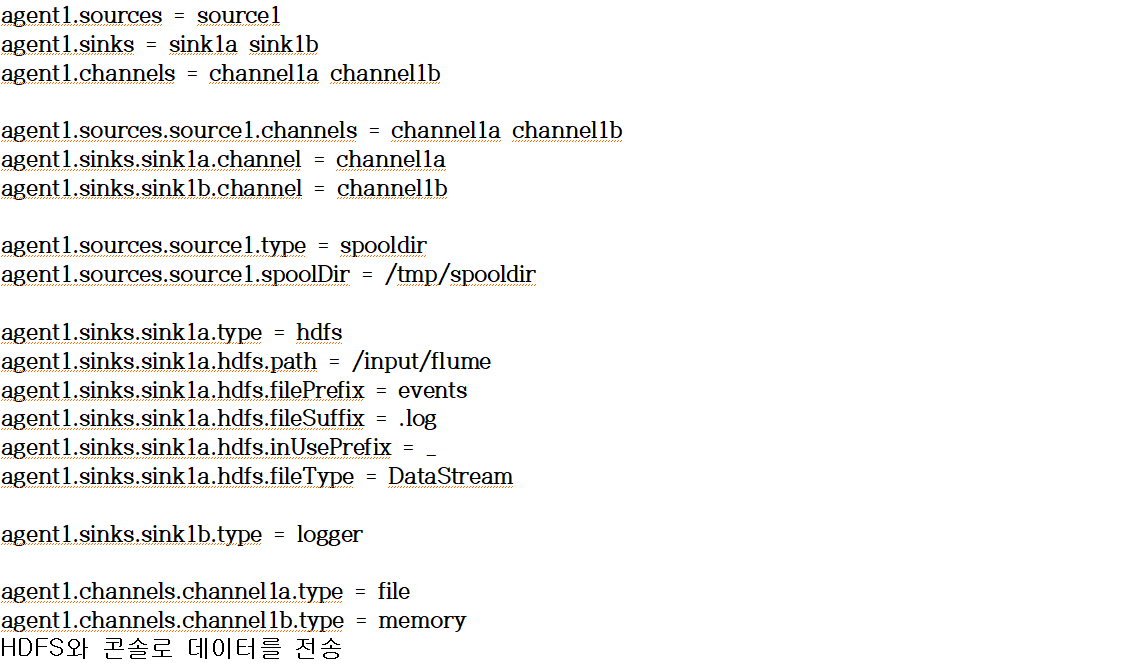 agent1.sources = source1
agent1.sinks = sink1a sink1b
agent1.channels = channel1a channel1b
agent1.sources.source1.channels = channel1a channel1b
agent1.sinks.sink1a.channel = channel1a
agent1.sinks.sink1b.channel = channel1b
agent1.sources.source1.type = spooldir
agent1.sources.source1.spoolDir = /tmp/spooldir
agent1.sinks.sink1a.type = hdfs
agent1.sinks.sink1a.hdfs.path = /input/flume
agent1.sinks.sink1a.hdfs.filePrefix = events
agent1.sinks.sink1a.hdfs.fileSuffix = .log
agent1.sinks.sink1a.hdfs.inUsePrefix = _
agent1.sinks.sink1a.hdfs.fileType = DataStream
agent1.sinks.sink1b.type = logger
agent1.channels.channel1a.type = file
agent1.channels.channel1b.type = memory
HDFS와 콘솔로 데이터를 전송